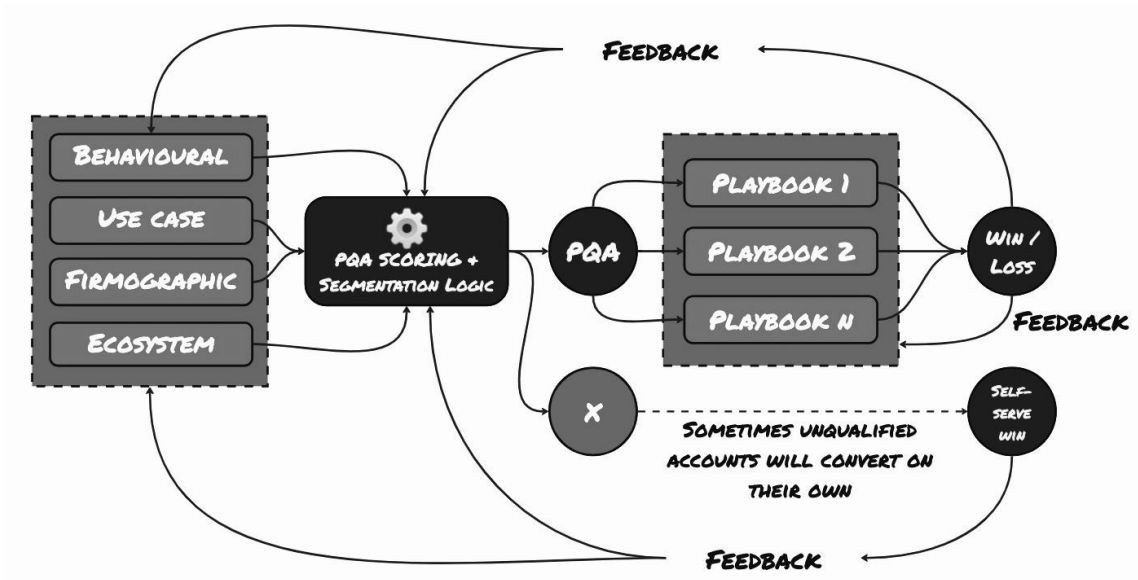 FEEDBACK
BEHAVIOURAL
USE CASE
FIRMOGRAPHIC
ECOSYSTEM
PQA SCORING +
SEGMENTATION LOGIC
PQA
PLAYBOOK 1
PLAYBOOK 2
PLAYBOOK N
WIN /
LOSS
FEEDBACK
X
SOMETIMES UNQUALIFIED
ACCOUNTS WILL CONVERT ON
THEIR OWN
SELF-
SERVE
WIN
FEEDBACK